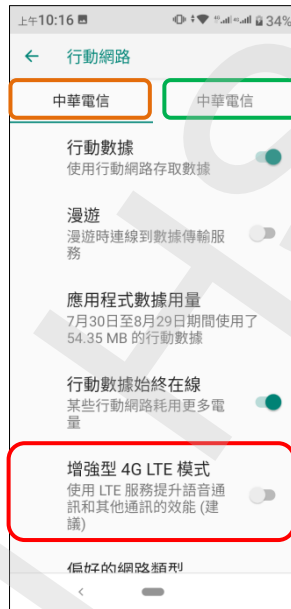 上午10:16 34%
行動網路
中華電信 中華電信
行動數據
使用行動網路存取數據
漫遊
漫遊時連線到數據傳輸服
務
應用程式數據用量
7月30日至8月29日期間使用了
54.35 MB 的行動數據
行動數據始終在線
某些行動網路耗用更多電
量
增強型 4G LTE 模式
使用 LTE 服務提升語音通
訊和其他通訊的效能 (建
議)
偏好的網路類型